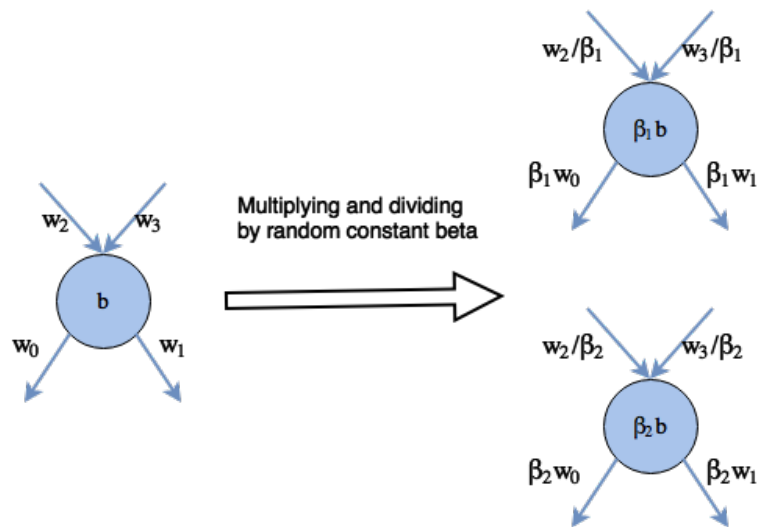 w₂ w₃
b
w₀ w₁
Multiplying and dividing
by random constant beta
w₂/β₁ w₃/β₁
β₁b
β₁w₀ β₁w₁
w₂/β₂ w₃/β₂
β₂b
β₂w₀ β₂w₁